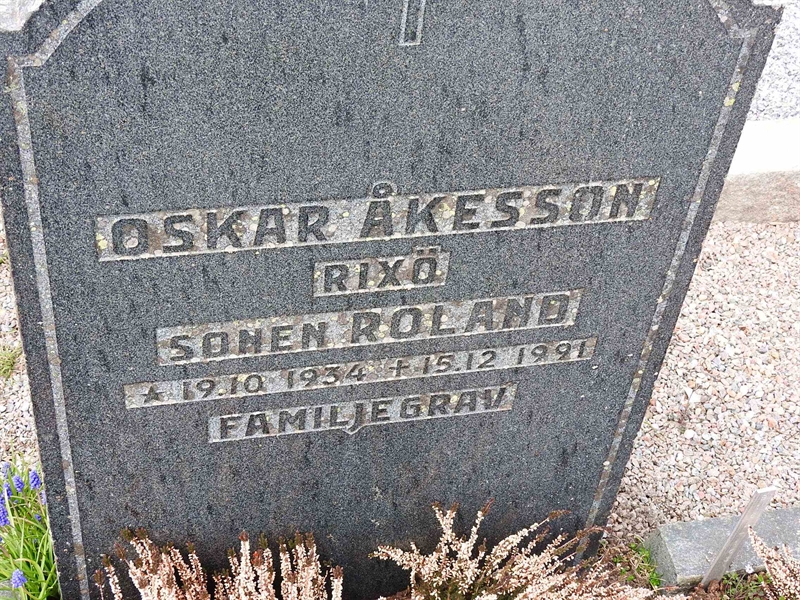 OSKAR ÅKESSON
RIXÖ
SONEN ROLAND
★ 19.10 1934 + 15.12 1991
FAMILJEGRAV